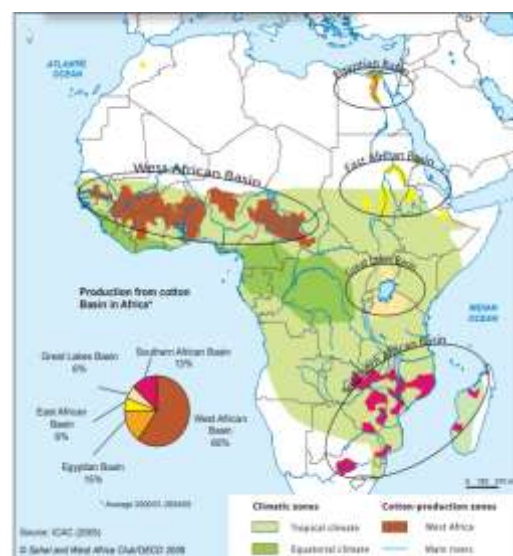 ATLANTIC
OCEAN
Egyptian Basin
West African Basin
East African Basin
Great Lakes Basin
Production from cotton
Basin in Africa*
INDIAN
OCEAN
Southern African Basin
Great Lakes Basin
6%
Southern African Basin
13%
East African
Basin
West African
Basin
60%
Egyptian Basin
Climatic zones
Cotton-production zones
Tropical climate
West Africa
Equatorial climate
Main rivers
Source: ICAC (2005)
© Sahel and West Africa Club/OECD